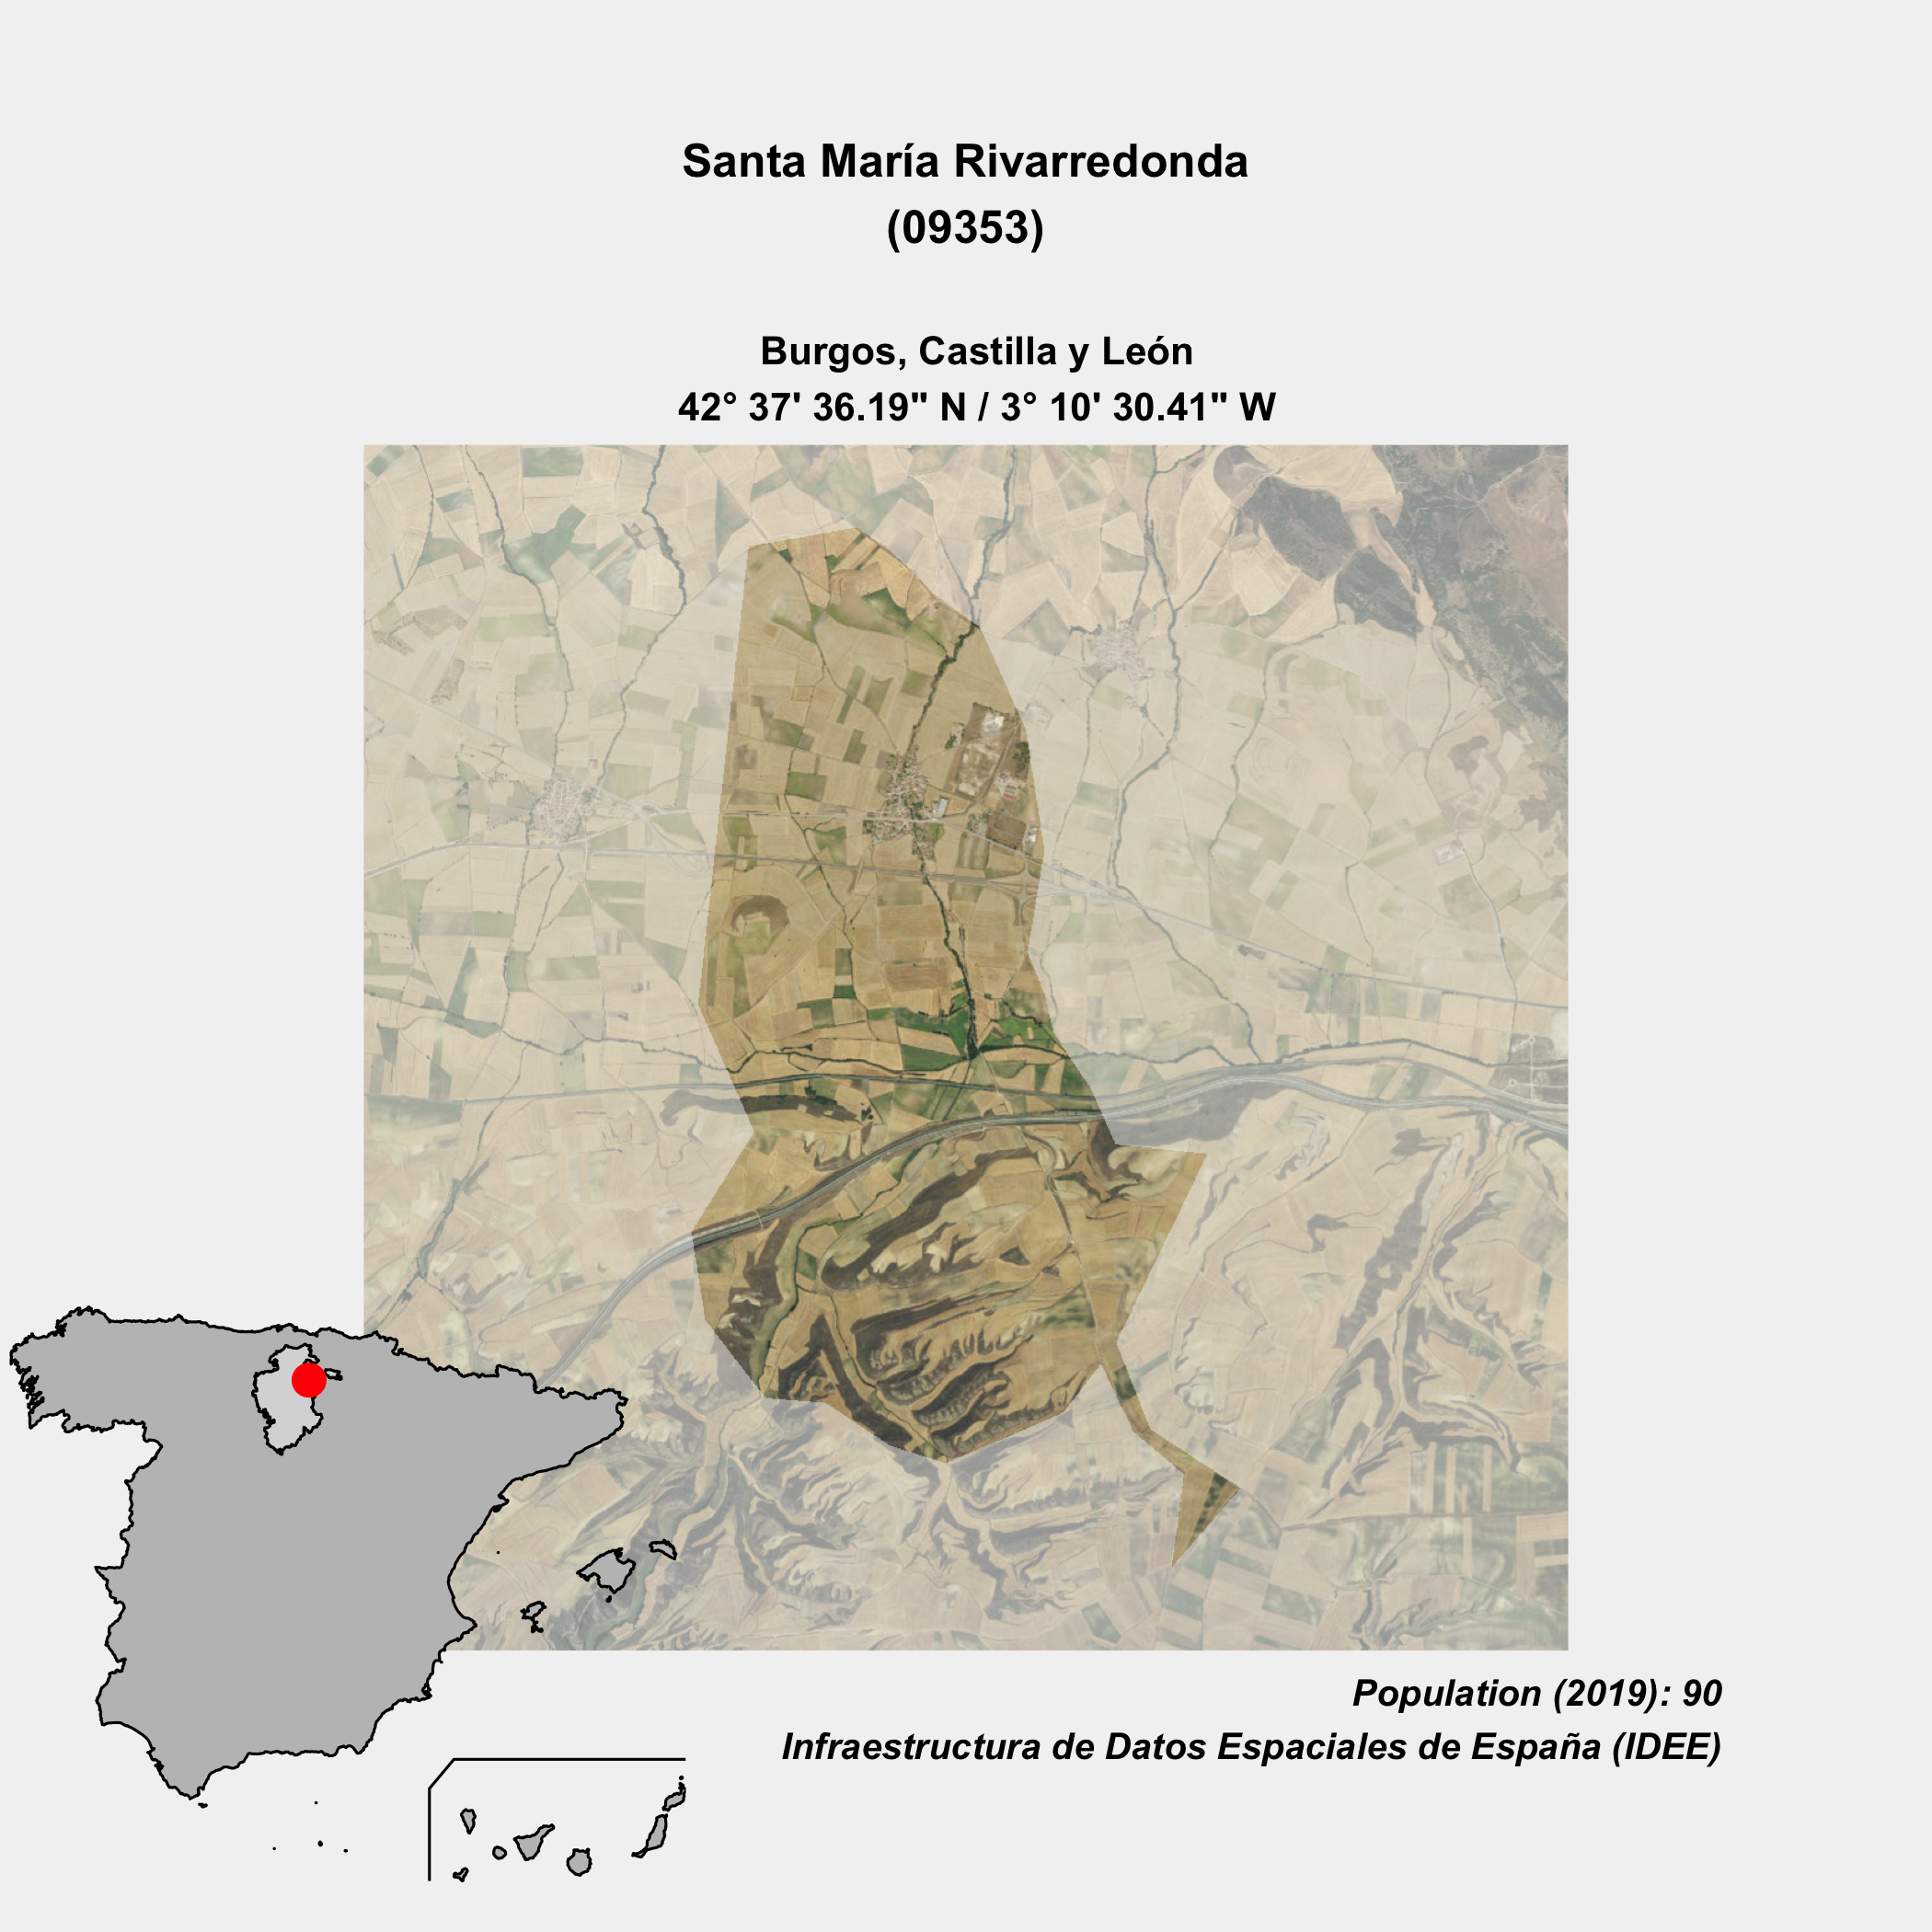 Santa María Rivarredonda
(09353)
Burgos, Castilla y León
42° 37' 36.19" N / 3° 10' 30.41" W
Population (2019): 90
Infraestructura de Datos Espaciales de España (IDEE)